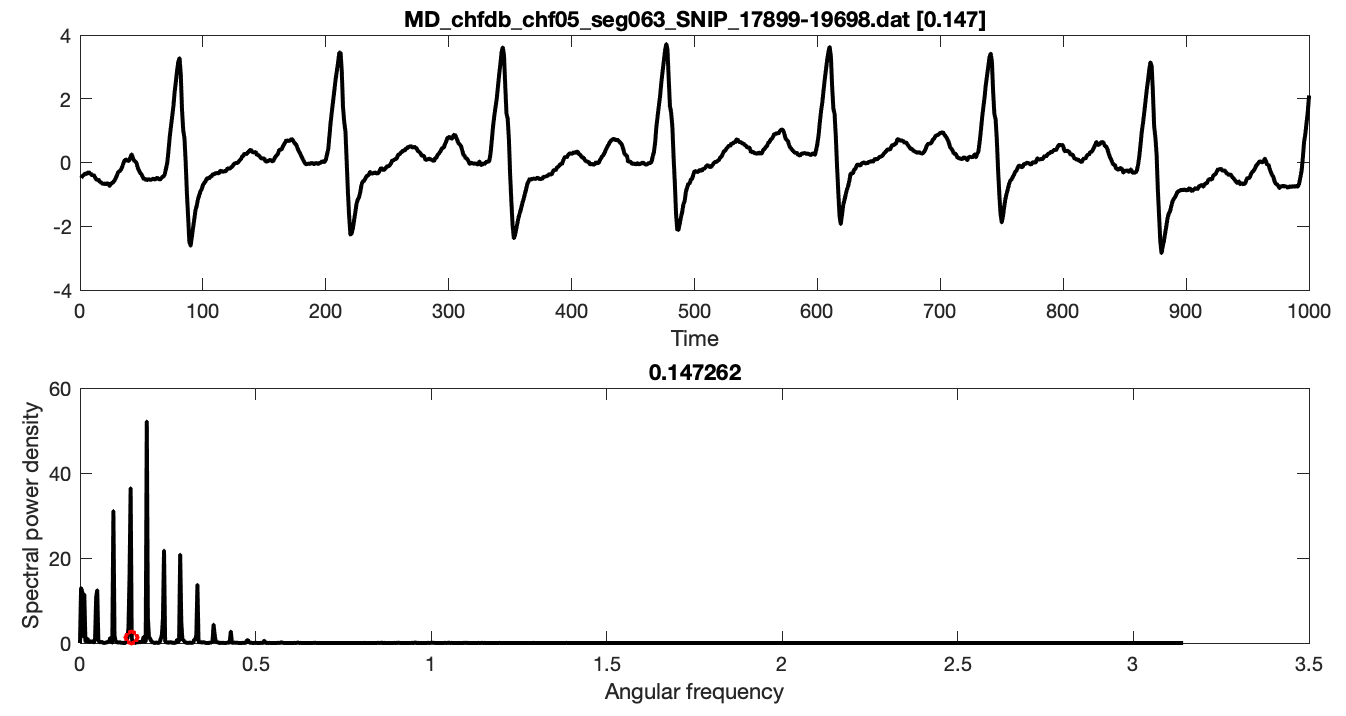 MD_chfdb_chf05_seg063_SNIP_17899-19698.dat [0.147]
4
2
0
-2
-4
0 100 200 300 400 500 600 700 800 900 1000
Time
0.147262
Spectral power density
60
40
20
0
0 0.5 1 1.5 2 2.5 3 3.5
Angular frequency